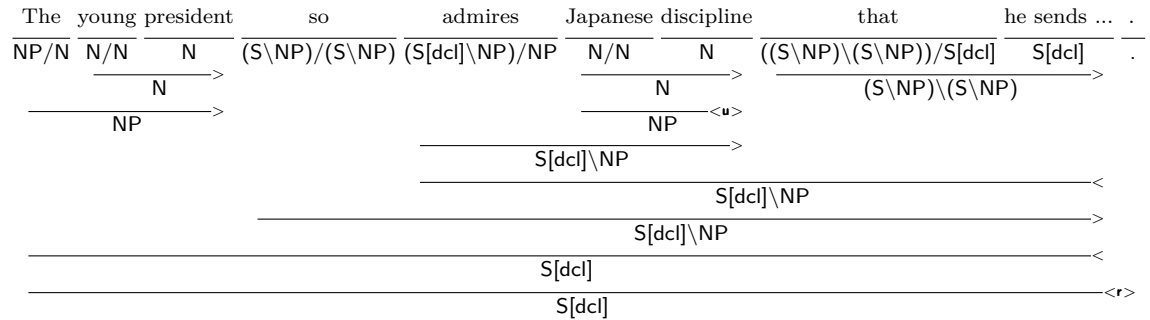 The young president so admires Japanese discipline that he sends ... .
NP/N N/N N (S\NP)/(S\NP) (S[dcl]\NP)/NP N/N N ((S\NP)\(S\NP))/S[dcl] S[dcl] .
> > >
N N (S\NP)\(S\NP)
> <u>
NP NP
>
S[dcl]\NP
<
S[dcl]\NP
>
S[dcl]\NP
<
S[dcl]
<r>
S[dcl]